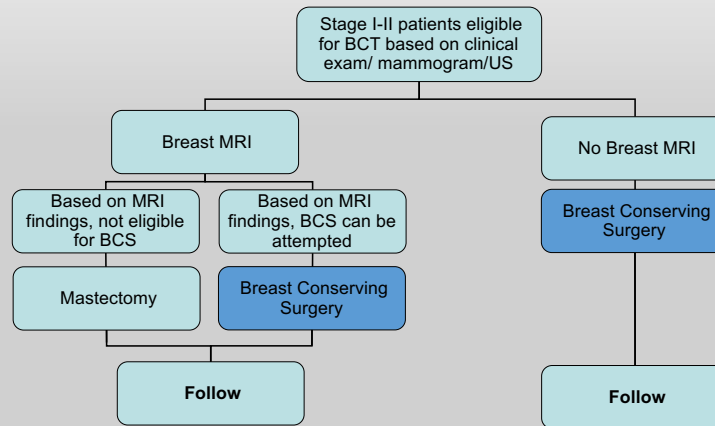 Stage I-II patients eligible
for BCT based on clinical
exam/ mammogram/US
Breast MRI
No Breast MRI
Based on MRI
findings, not eligible
for BCS
Based on MRI
findings, BCS can be
attempted
Breast Conserving
Surgery
Mastectomy
Breast Conserving
Surgery
Follow
Follow